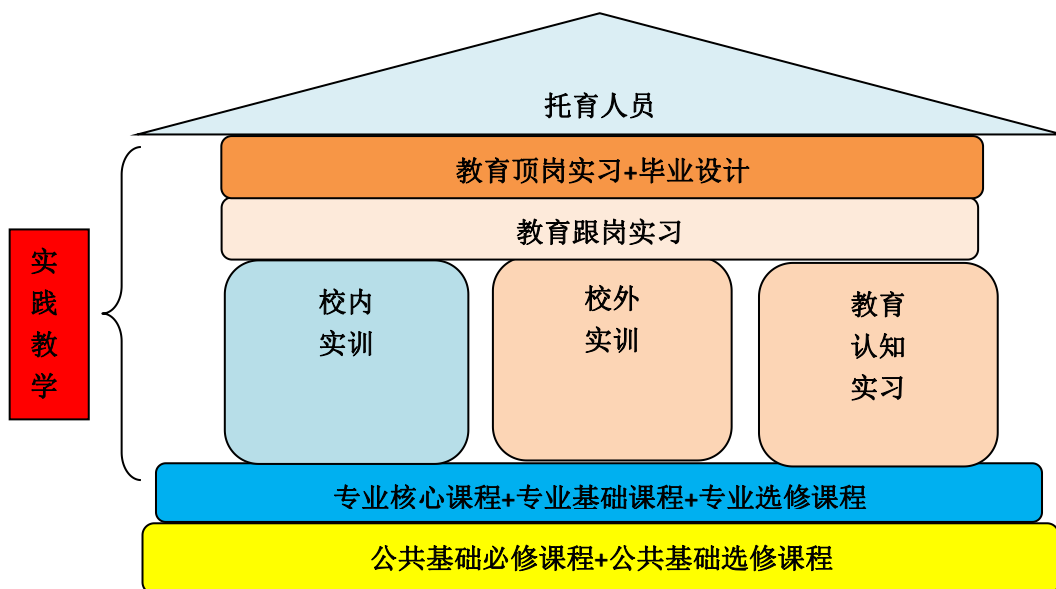 托育人员
教育顶岗实习+毕业设计
教育跟岗实习
实
践
教
学
校内
实训
校外
实训
教育
认知
实习
专业核心课程+专业基础课程+专业选修课程
公共基础必修课程+公共基础选修课程